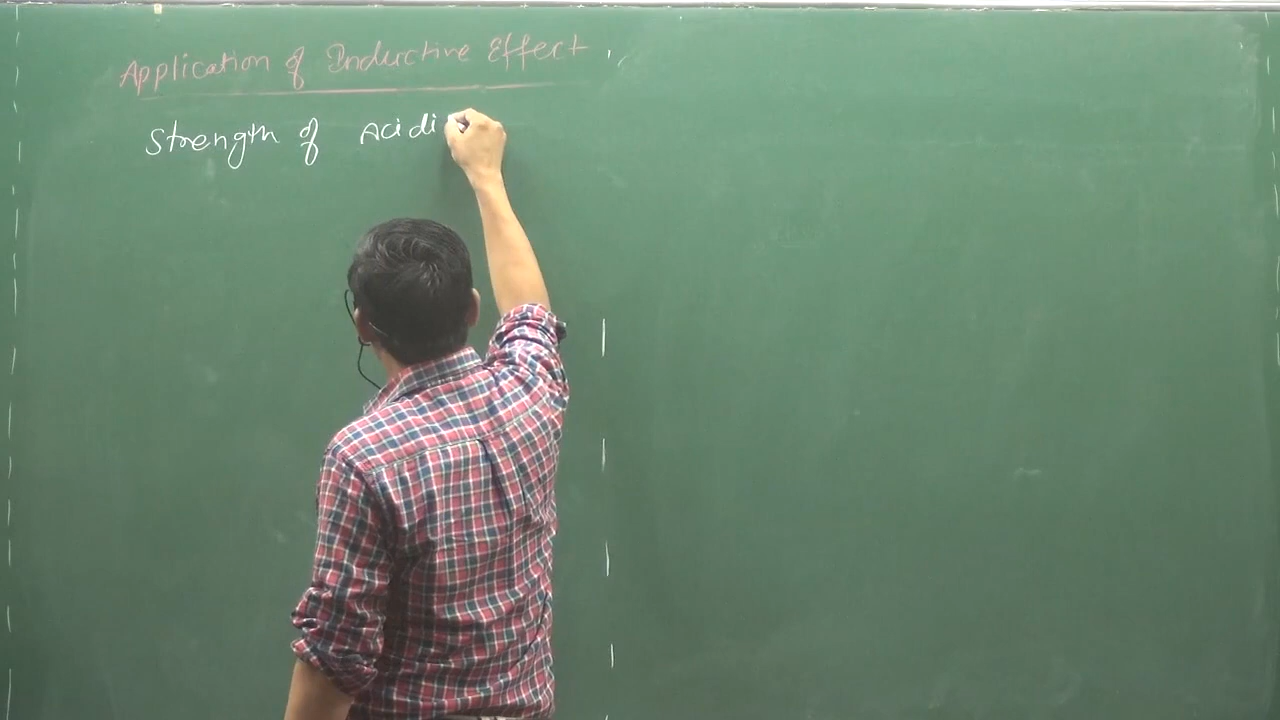 Application of Inductive Effect
Strength of Acidi